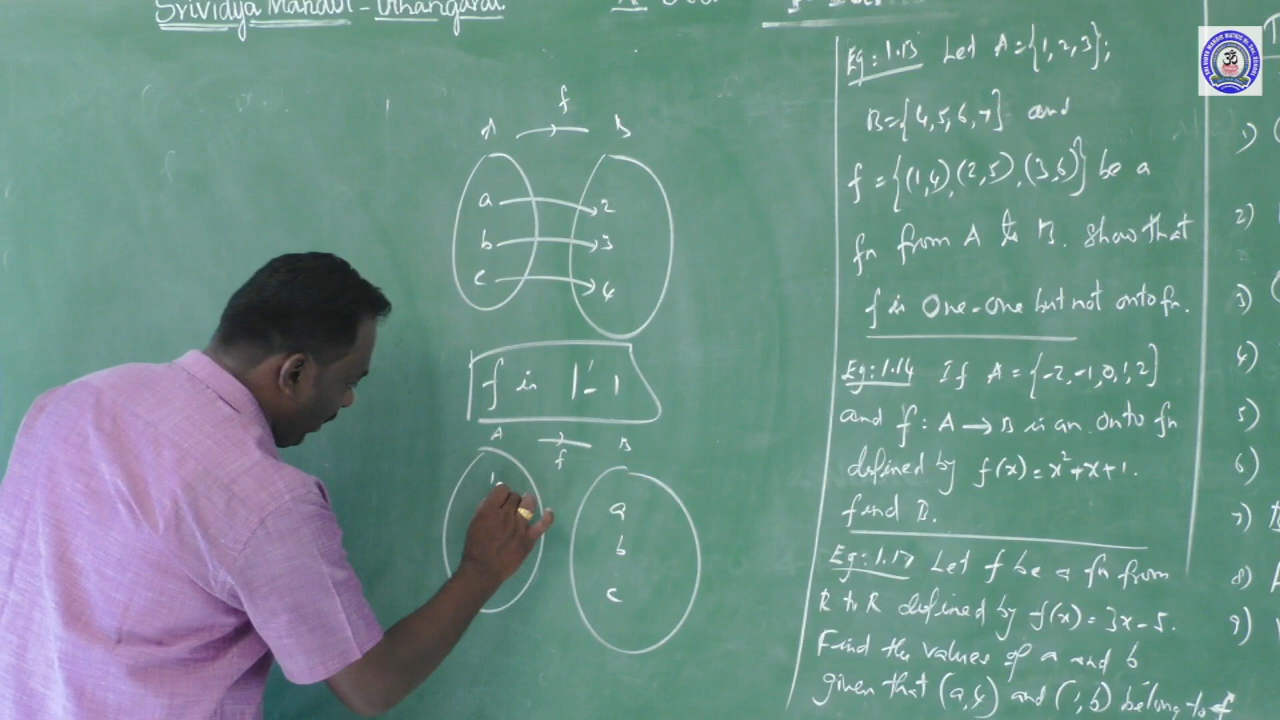 Srivydya Mandir - Uthangarai.
f
A B
a 2
b 3
c 4
f is 1-1
A B
f
a
b
c
Eg: 1.13 Let A = {1, 2, 3};
B = {4, 5, 6, 7} and
f = {(1,4), (2,5), (3,6)} be a
fn from A to B. Show that
f is One-One but not onto fn.
Eg: 1.14 If A = {-2, -1, 0, 1, 2}
and f : A → B is an onto fn
defined by f(x) = x² + x + 1.
find B.
Eg: 1.17 Let f be a fn from
R to R defined by f(x) = 3x - 5.
Find the values of a and b
given that (a, 4) and (1, b) belong to f
1)
2)
3)
4)
5)
6)
7)
8)
9)